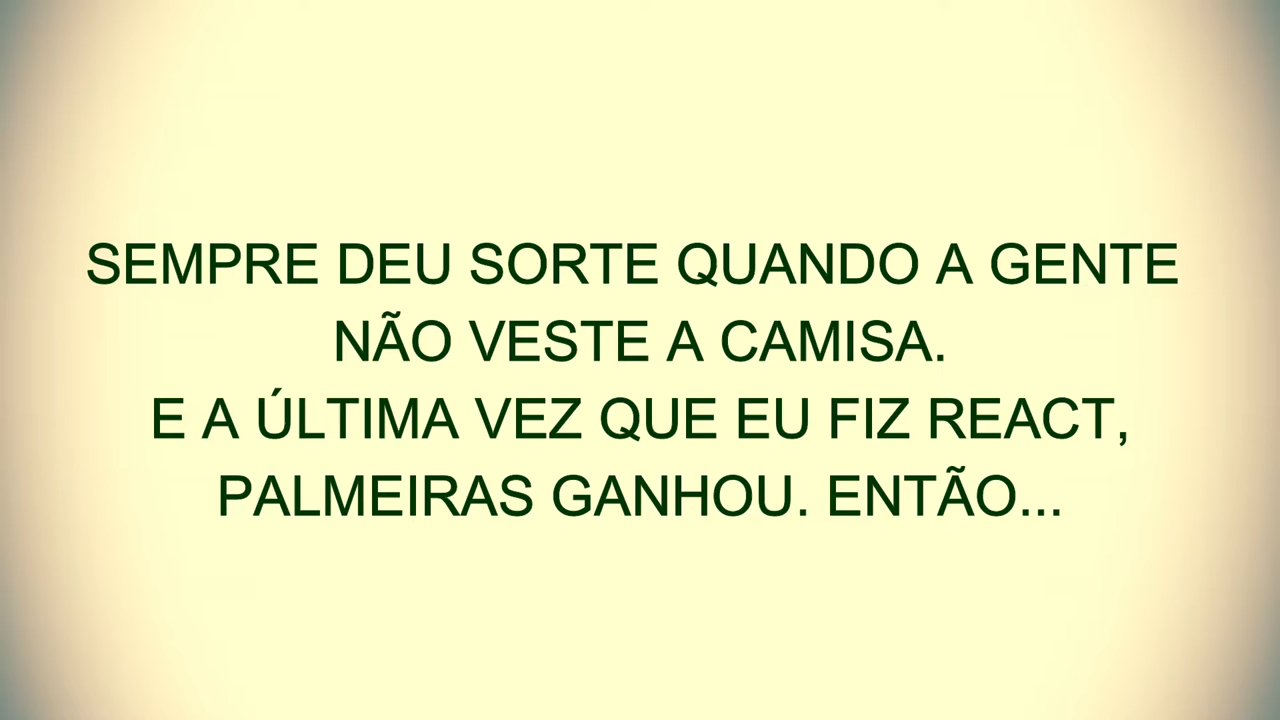 SEMPRE DEU SORTE QUANDO A GENTE
NÃO VESTE A CAMISA.
E A ÚLTIMA VEZ QUE EU FIZ REACT,
PALMEIRAS GANHOU. ENTÃO...